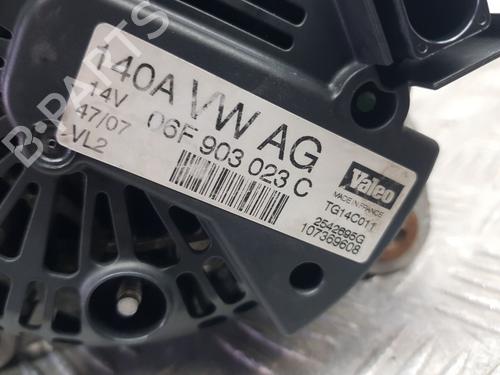 140A VW AG
14V 06F 903 023 C
47/07
-VL2
Valeo
MADE IN FRANCE
TG14C011
2542695G
107369608
B-PARTS